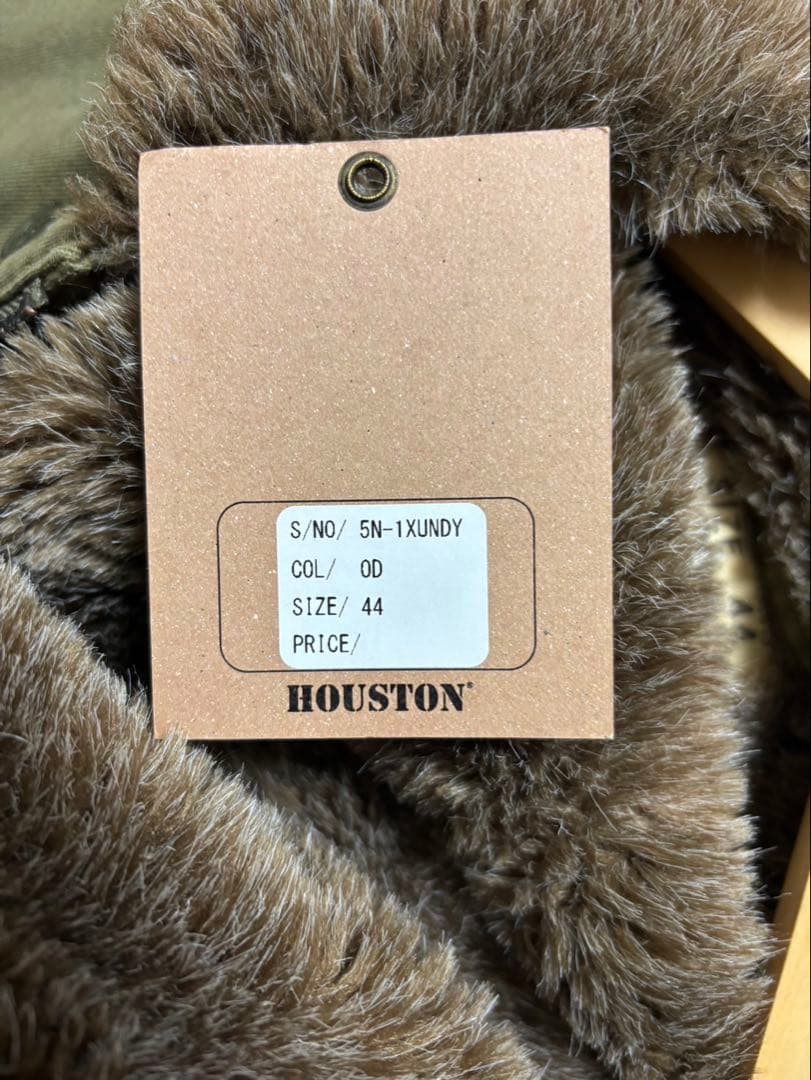 S/NO/ 5N-1XUNDY
COL/ OD
SIZE/ 44
PRICE/
HOUSTON®